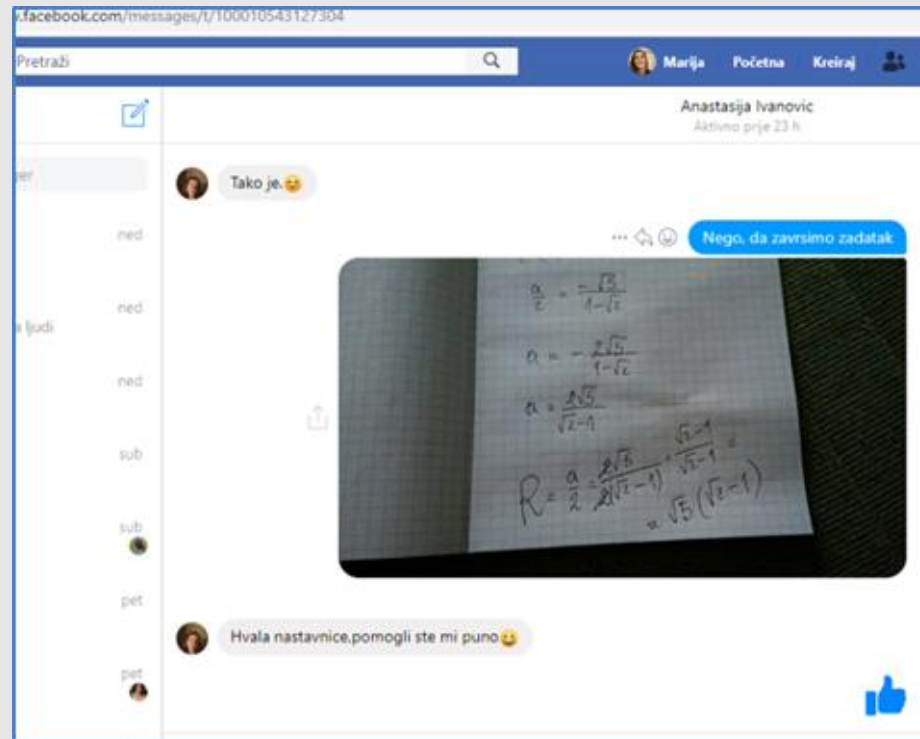 .facebook.com/messages/t/100010543127304
Pretraži
Marija Početna Kreiraj
Anastasija Ivanovic
Aktivno prije 23 h
Tako je.😉
ned
Nego, da zavrsimo zadatak
ned
a ljudi
ned
sub
sub
pet
pet
a/2 = -√5/(1-√2)
a = - 2√5/(1-√2)
a = 2√5/(√2-1)
R = a/2 = 2√5/2(√2-1) · (√2-1)/(√2-1) =
= √5(√2-1)
Hvala nastavnice,pomogli ste mi puno😀